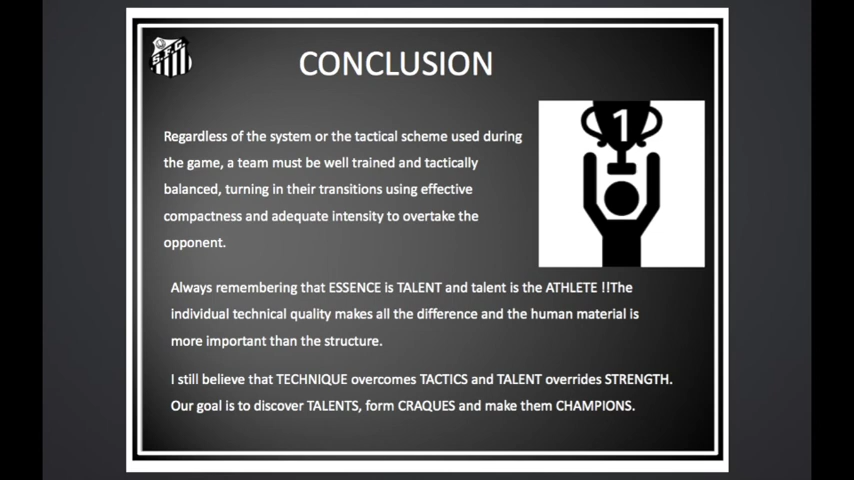 S.F.C.
CONCLUSION
1
Regardless of the system or the tactical scheme used during
the game, a team must be well trained and tactically
balanced, turning in their transitions using effective
compactness and adequate intensity to overtake the
opponent.
Always remembering that ESSENCE is TALENT and talent is the ATHLETE !!The
individual technical quality makes all the difference and the human material is
more important than the structure.
I still believe that TECHNIQUE overcomes TACTICS and TALENT overrides STRENGTH.
Our goal is to discover TALENTS, form CRAQUES and make them CHAMPIONS.